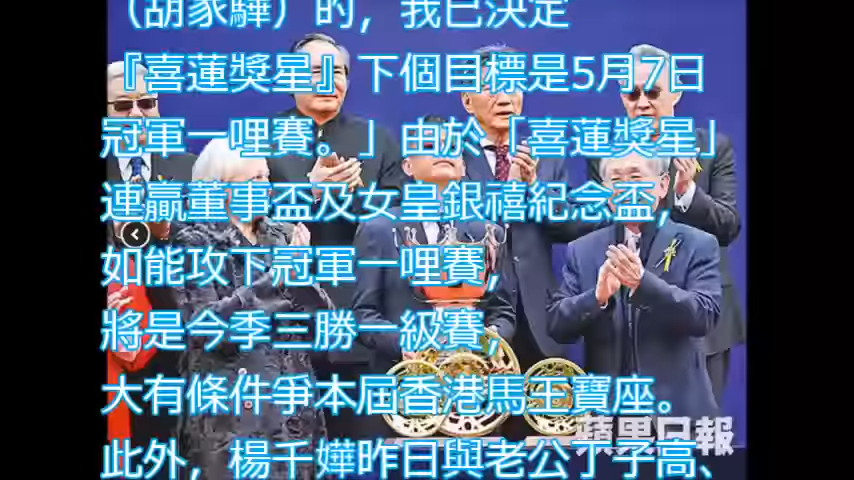 （胡家驊）的，我已決定
『喜蓮獎星』下個目標是5月7日
冠軍一哩賽。」由於「喜蓮獎星」
連贏董事盃及女皇銀禧紀念盃，
如能攻下冠軍一哩賽，
將是今季三勝一級賽，
大有條件爭本屆香港馬王寶座。
蘋果日報
此外，楊千嬅昨日與老公丁子高、